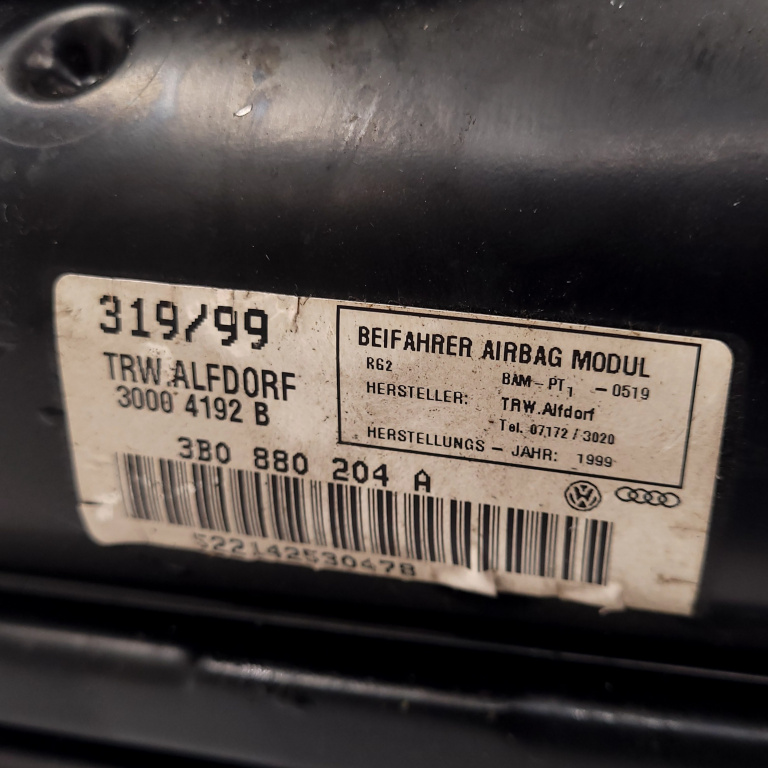 319/99
TRW.ALFDORF
3000 4192 B
BEIFAHRER AIRBAG MODUL
R62 BAM-PT1-0519
HERSTELLER: TRW.Alfdorf
Tel. 07172/3020
HERSTELLUNGS-JAHR: 1999
3B0 880 204 A
522142530478